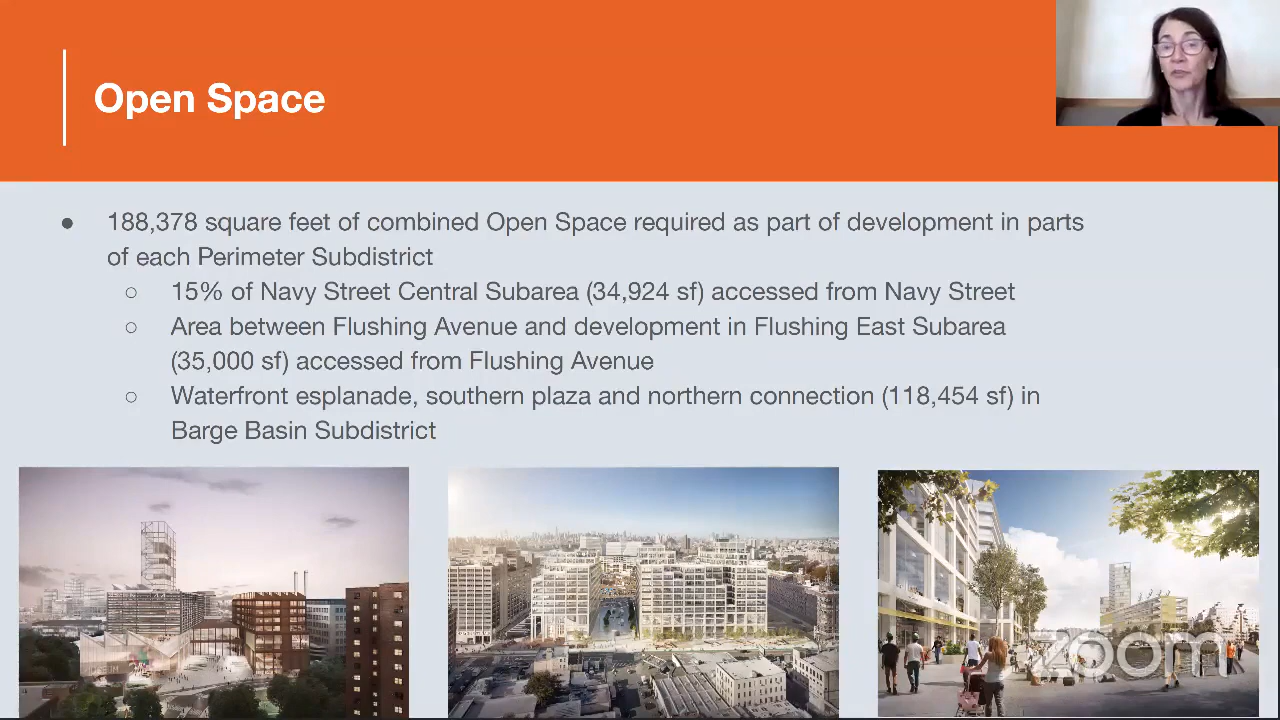 Open Space
● 188,378 square feet of combined Open Space required as part of development in parts
of each Perimeter Subdistrict
○ 15% of Navy Street Central Subarea (34,924 sf) accessed from Navy Street
○ Area between Flushing Avenue and development in Flushing East Subarea
(35,000 sf) accessed from Flushing Avenue
○ Waterfront esplanade, southern plaza and northern connection (118,454 sf) in
Barge Basin Subdistrict
zoom